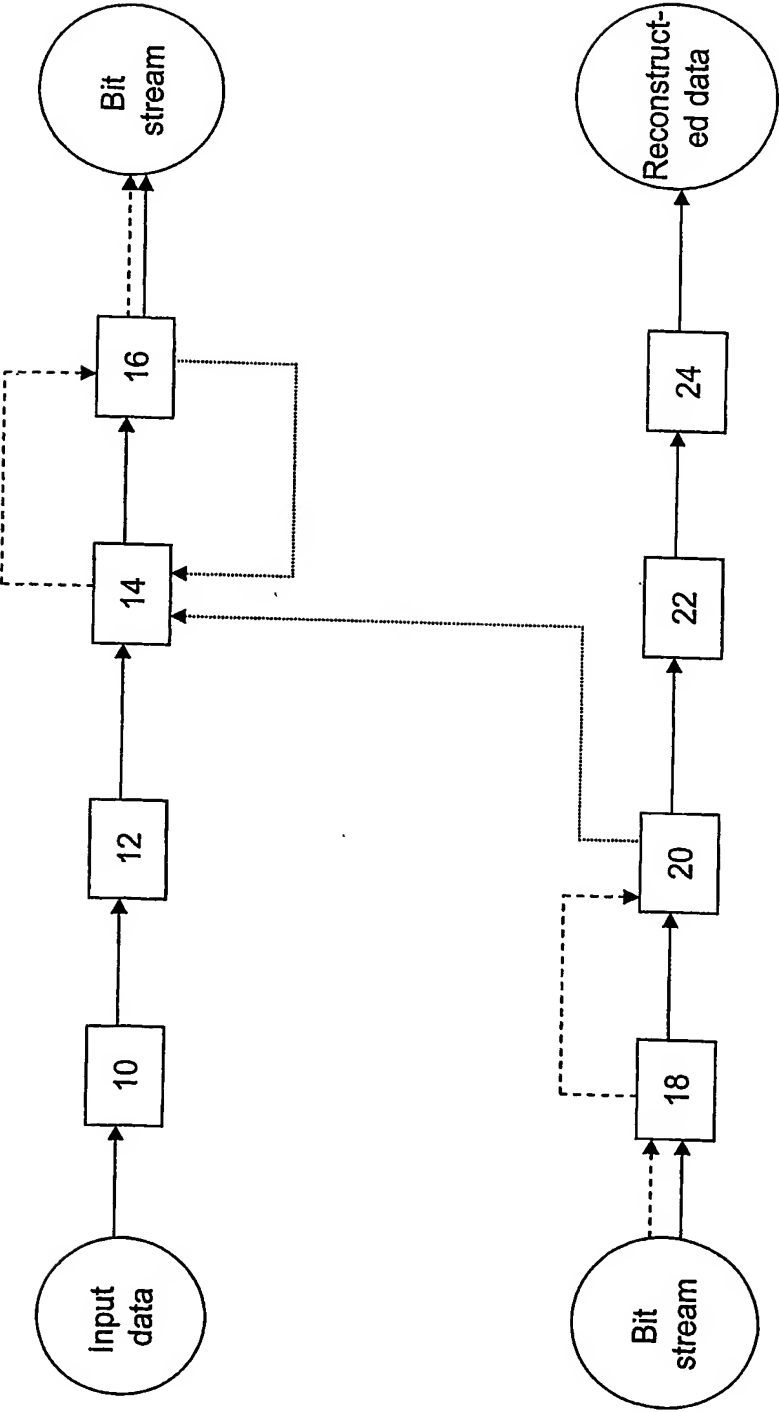 Input
data
10
12
14
16
Bit
stream
Bit
stream
18
20
22
24
Reconstruct-
ed data